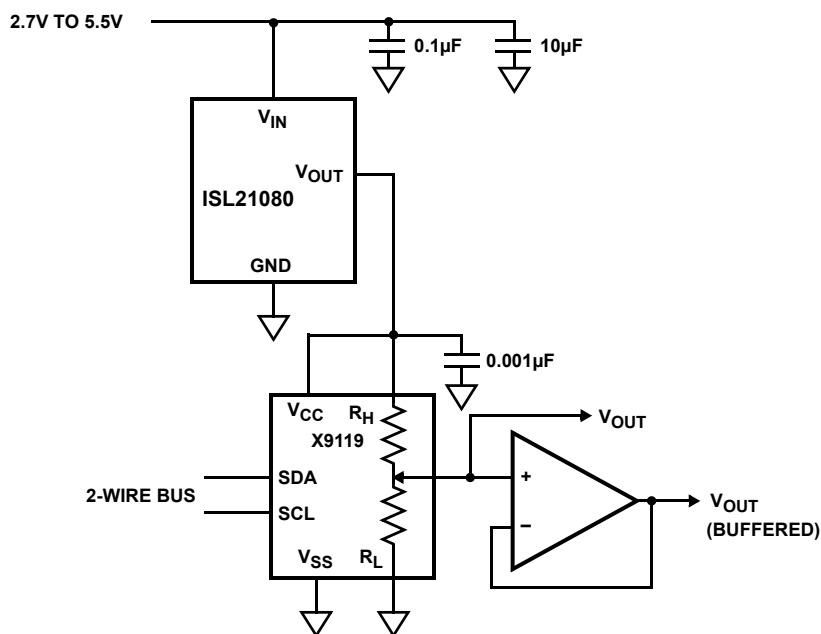 2.7V TO 5.5V
0.1µF
10µF
VIN
VOUT
ISL21080
GND
0.001µF
VCC
RH
X9119
VOUT
SDA
2-WIRE BUS
SCL
+
−
VOUT
(BUFFERED)
VSS
RL